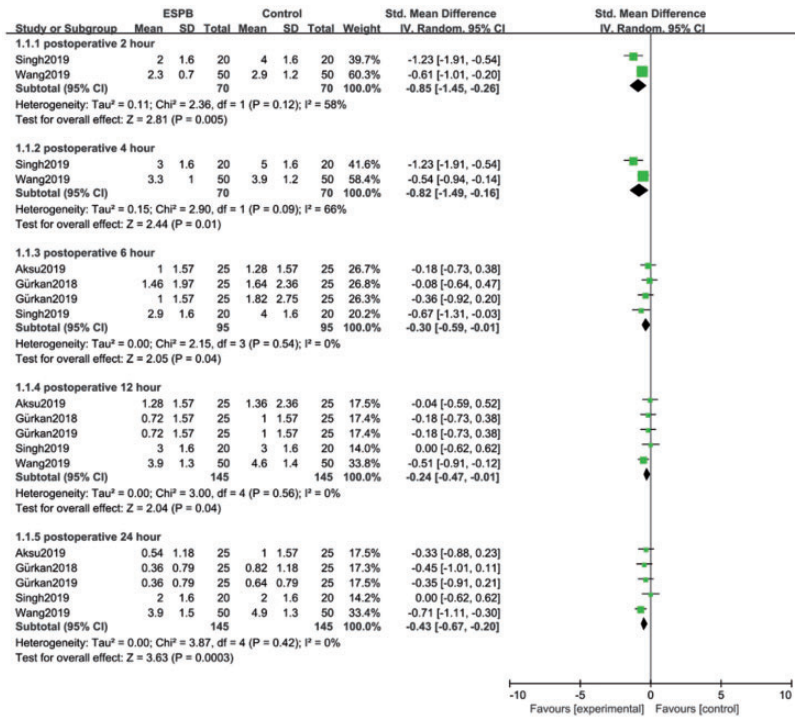 ESPB Control Std. Mean Difference Std. Mean Difference
Study or Subgroup Mean SD Total Mean SD Total Weight IV. Random. 95% CI IV. Random. 95% CI
1.1.1 postoperative 2 hour
Singh2019 2 1.6 20 4 1.6 20 39.7% -1.23 [-1.91, -0.54]
Wang2019 2.3 0.7 50 2.9 1.2 50 60.3% -0.61 [-1.01, -0.20]
Subtotal (95% CI) 70 70 100.0% -0.85 [-1.45, -0.26]
Heterogeneity: Tau² = 0.11; Chi² = 2.36, df = 1 (P = 0.12); I² = 58%
Test for overall effect: Z = 2.81 (P = 0.005)
1.1.2 postoperative 4 hour
Singh2019 3 1.6 20 5 1.6 20 41.6% -1.23 [-1.91, -0.54]
Wang2019 3.3 1 50 3.9 1.2 50 58.4% -0.54 [-0.94, -0.14]
Subtotal (95% CI) 70 70 100.0% -0.82 [-1.49, -0.16]
Heterogeneity: Tau² = 0.15; Chi² = 2.90, df = 1 (P = 0.09); I² = 66%
Test for overall effect: Z = 2.44 (P = 0.01)
1.1.3 postoperative 6 hour
Aksu2019 1 1.57 25 1.28 1.57 25 26.7% -0.18 [-0.73, 0.38]
Gürkan2018 1.46 1.97 25 1.64 2.36 25 26.8% -0.08 [-0.64, 0.47]
Gürkan2019 1 1.57 25 1.82 2.75 25 26.3% -0.36 [-0.92, 0.20]
Singh2019 2.9 1.6 20 4 1.6 20 20.2% -0.67 [-1.31, -0.03]
Subtotal (95% CI) 95 95 100.0% -0.30 [-0.59, -0.01]
Heterogeneity: Tau² = 0.00; Chi² = 2.15, df = 3 (P = 0.54); I² = 0%
Test for overall effect: Z = 2.05 (P = 0.04)
1.1.4 postoperative 12 hour
Aksu2019 1.28 1.57 25 1.36 2.36 25 17.5% -0.04 [-0.59, 0.52]
Gürkan2018 0.72 1.57 25 1 1.57 25 17.4% -0.18 [-0.73, 0.38]
Gürkan2019 0.72 1.57 25 1 1.57 25 17.4% -0.18 [-0.73, 0.38]
Singh2019 3 1.6 20 3 1.6 20 14.0% 0.00 [-0.62, 0.62]
Wang2019 3.9 1.3 50 4.6 1.4 50 33.8% -0.51 [-0.91, -0.12]
Subtotal (95% CI) 145 145 100.0% -0.24 [-0.47, -0.01]
Heterogeneity: Tau² = 0.00; Chi² = 3.00, df = 4 (P = 0.56); I² = 0%
Test for overall effect: Z = 2.04 (P = 0.04)
1.1.5 postoperative 24 hour
Aksu2019 0.54 1.18 25 1 1.57 25 17.5% -0.33 [-0.88, 0.23]
Gürkan2018 0.36 0.79 25 0.82 1.18 25 17.3% -0.45 [-1.01, 0.11]
Gürkan2019 0.36 0.79 25 0.64 0.79 25 17.5% -0.35 [-0.91, 0.21]
Singh2019 2 1.6 20 2 1.6 20 14.2% 0.00 [-0.62, 0.62]
Wang2019 3.9 1.5 50 4.9 1.3 50 33.4% -0.71 [-1.11, -0.30]
Subtotal (95% CI) 145 145 100.0% -0.43 [-0.67, -0.20]
Heterogeneity: Tau² = 0.00; Chi² = 3.87, df = 4 (P = 0.42); I² = 0%
Test for overall effect: Z = 3.63 (P = 0.0003)
-10 -5 0 5 10
Favours [experimental] Favours [control]